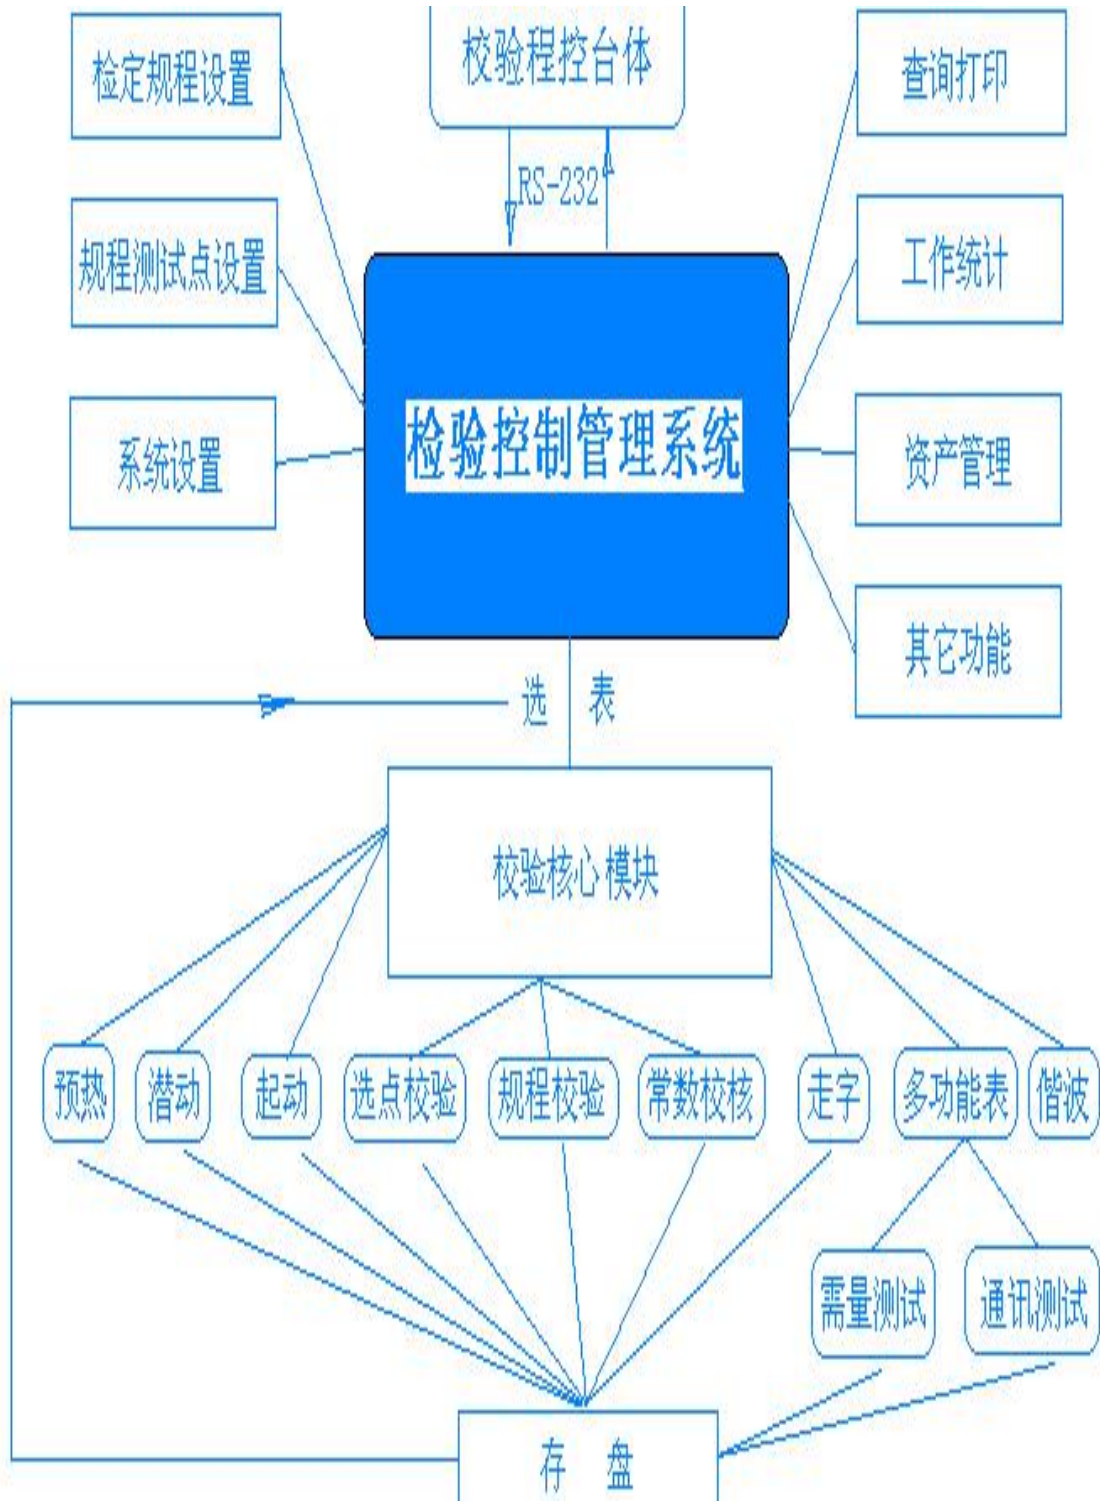 校验程控台体
检定规程设置
查询打印
RS-232
规程测试点设置
工作统计
检验控制管理系统
系统设置
资产管理
其它功能
选 表
校验核心模块
预热
潜动
起动
选点校验
规程校验
常数校核
走字
多功能表
偕波
需量测试
通讯测试
存 盘